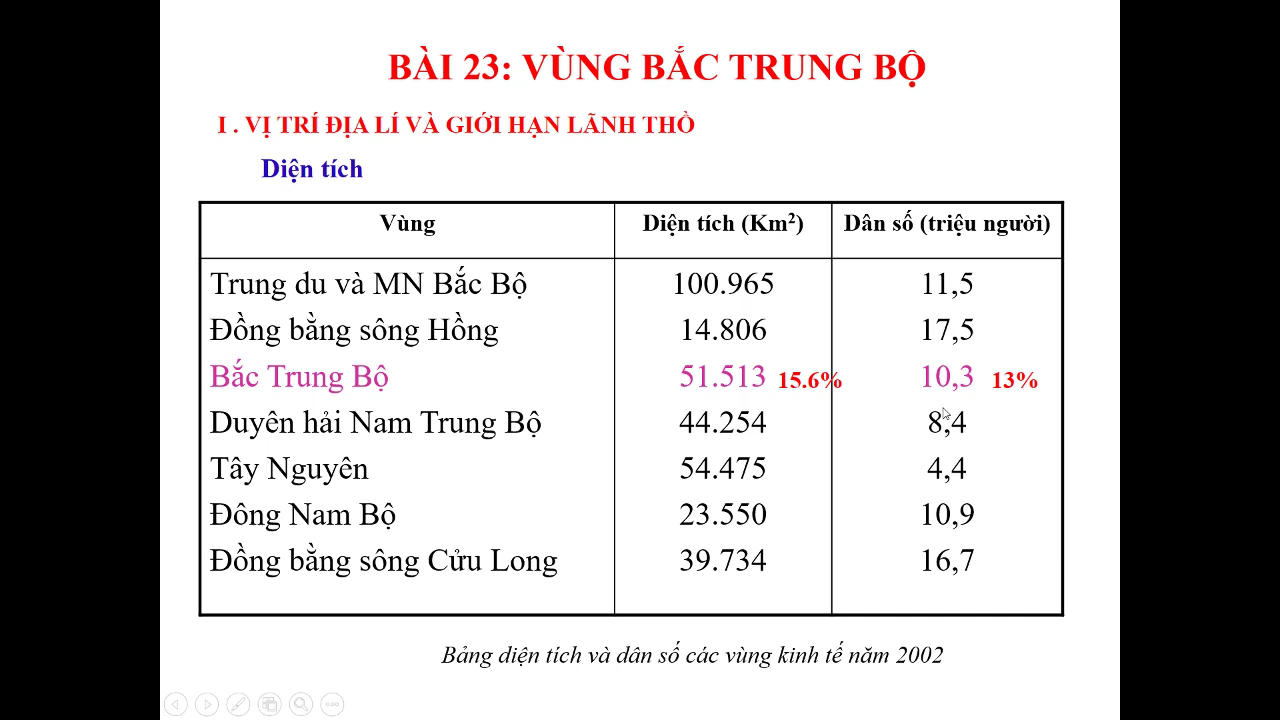 BÀI 23: VÙNG BẮC TRUNG BỘ
I . VỊ TRÍ ĐỊA LÍ VÀ GIỚI HẠN LÃNH THỔ
Diện tích
Vùng Diện tích (Km²) Dân số (triệu người)
Trung du và MN Bắc Bộ 100.965 11,5
Đồng bằng sông Hồng 14.806 17,5
Bắc Trung Bộ 51.513 15.6% 10,3 13%
Duyên hải Nam Trung Bộ 44.254 8,4
Tây Nguyên 54.475 4,4
Đông Nam Bộ 23.550 10,9
Đồng bằng sông Cửu Long 39.734 16,7
Bảng diện tích và dân số các vùng kinh tế năm 2002